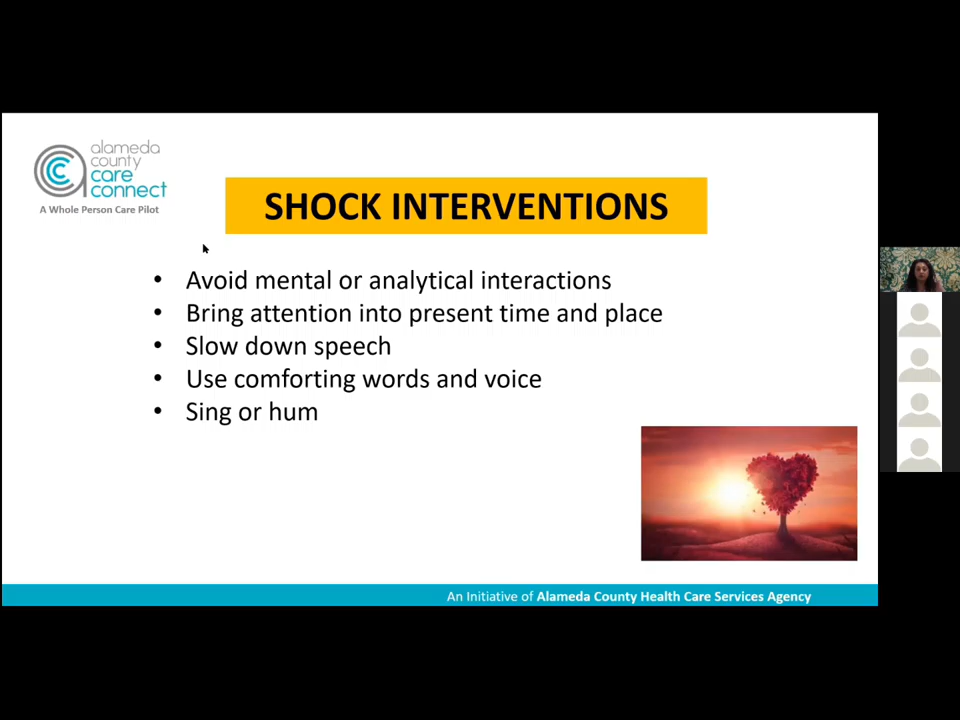 alameda
county
care
connect
A Whole Person Care Pilot
SHOCK INTERVENTIONS
• Avoid mental or analytical interactions
• Bring attention into present time and place
• Slow down speech
• Use comforting words and voice
• Sing or hum
An Initiative of Alameda County Health Care Services Agency